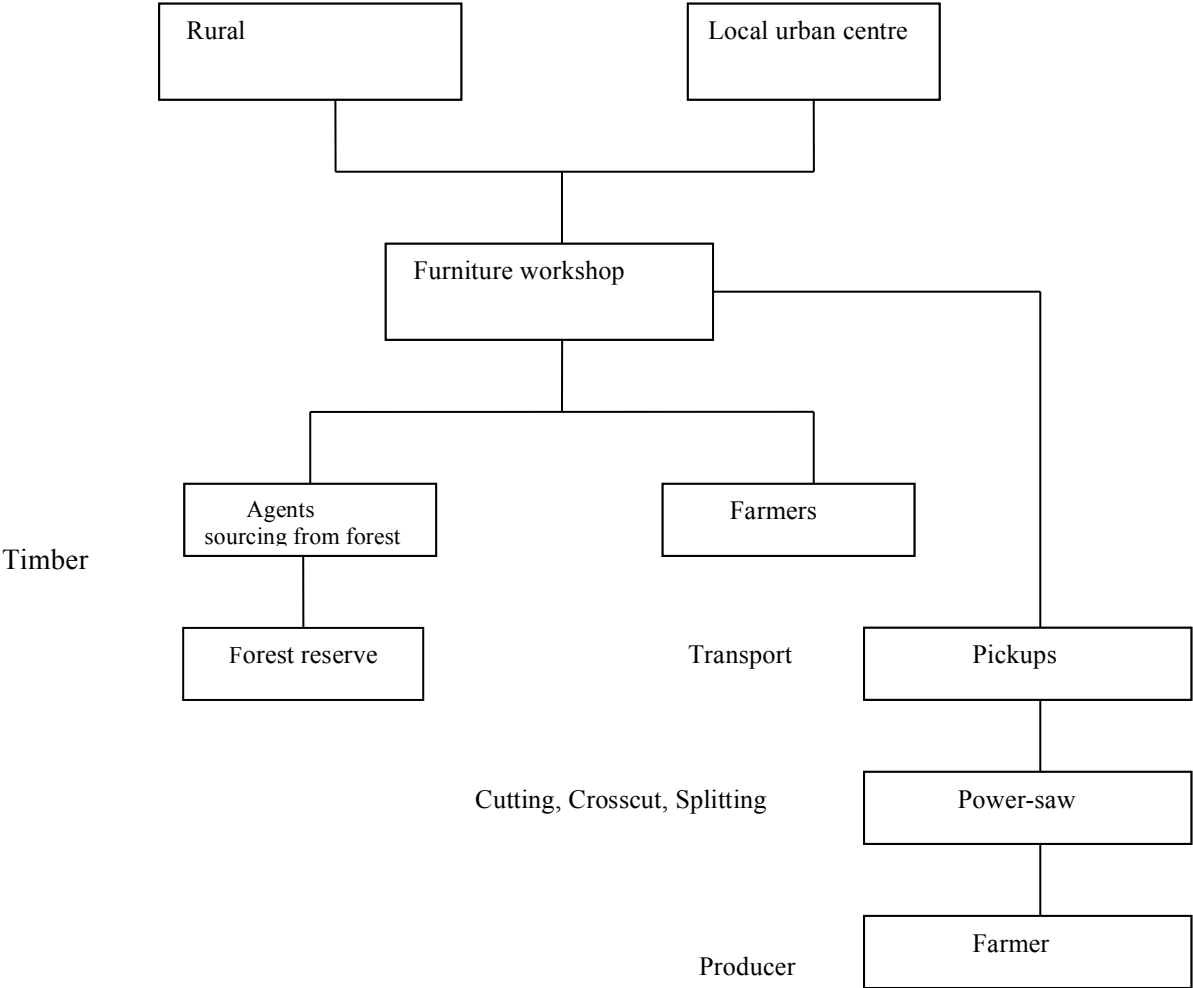 Rural
Local urban centre
Furniture workshop
Agents
sourcing from forest
Farmers
Timber
Forest reserve
Transport
Pickups
Cutting, Crosscut, Splitting
Power-saw
Farmer
Producer